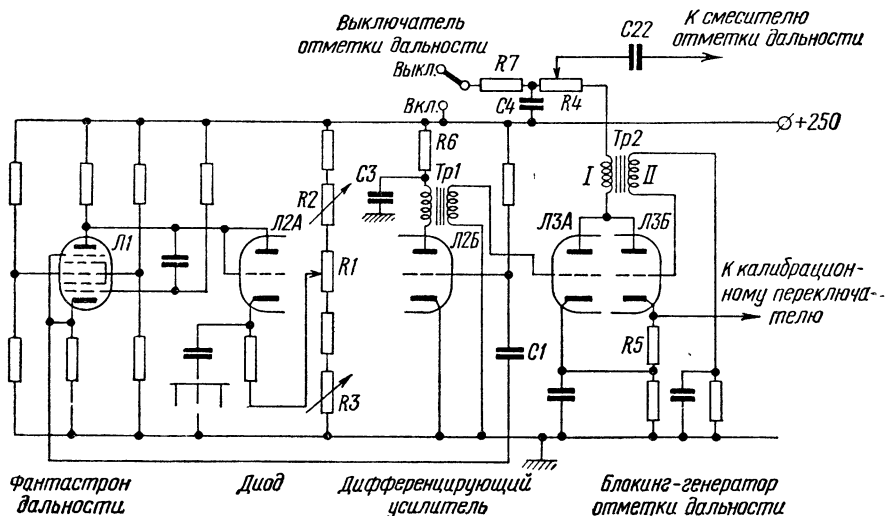 Выключатель
отметки дальности
К смесителю
отметки дальности
C22
Выкл.
R7
R4
C4
Вкл.
+250
R6
Тр1
Тр2
C3
I
II
R2
Л1
Л2А
Л2Б
Л3А
Л3Б
R1
К калибрацион-
ному переключа-
телю
C1
R5
R3
Фантастрон
дальности
Диод
Дифференцирующий
усилитель
Блокинг-генератор
отметки дальности